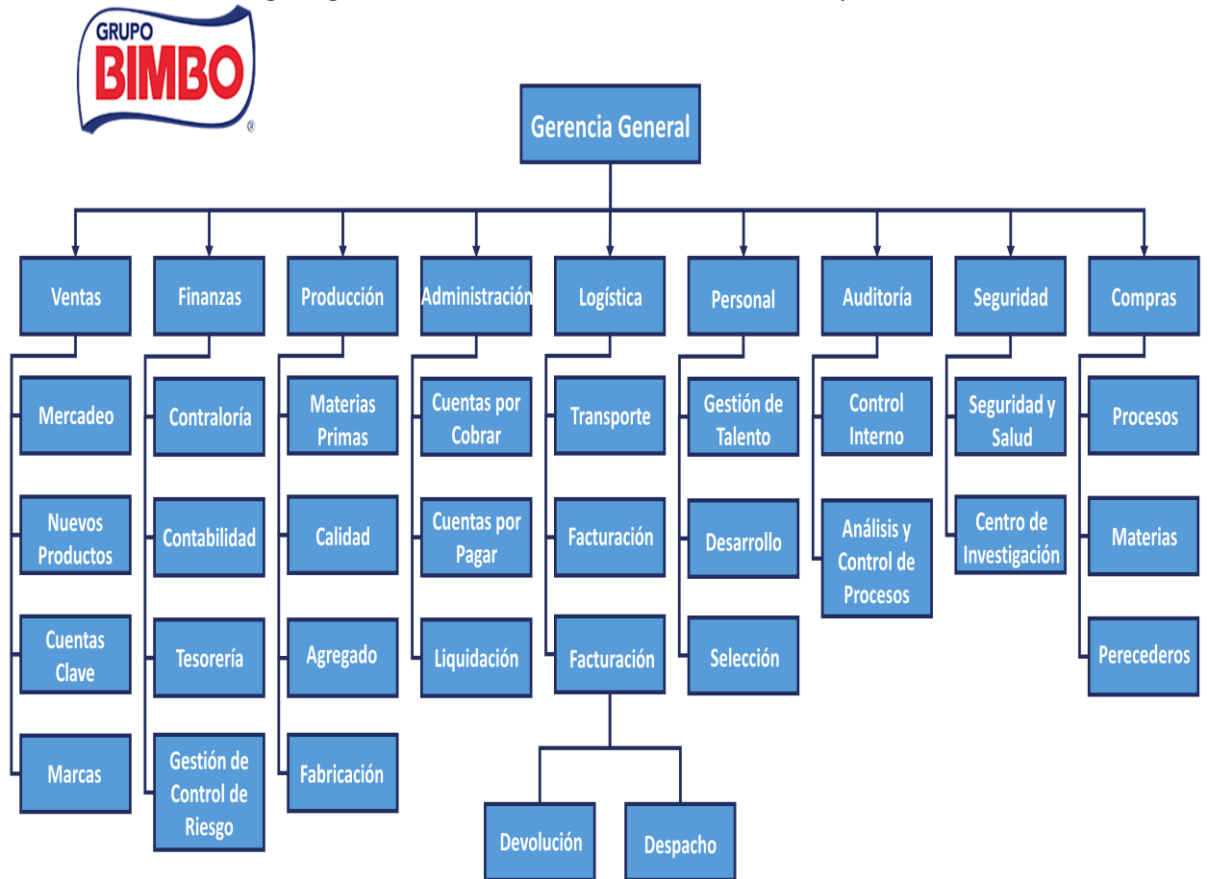 GRUPO
BIMBO
®
Gerencia General
Ventas
Finanzas
Producción
Administración
Logística
Personal
Auditoría
Seguridad
Compras
Mercadeo
Nuevos
Productos
Cuentas
Clave
Marcas
Contraloría
Contabilidad
Tesorería
Gestión de
Control de
Riesgo
Materias
Primas
Calidad
Agregado
Fabricación
Cuentas por
Cobrar
Cuentas por
Pagar
Liquidación
Transporte
Facturación
Facturación
Devolución
Despacho
Gestión de
Talento
Desarrollo
Selección
Control
Interno
Análisis y
Control de
Procesos
Seguridad y
Salud
Centro de
Investigación
Procesos
Materias
Perecederos